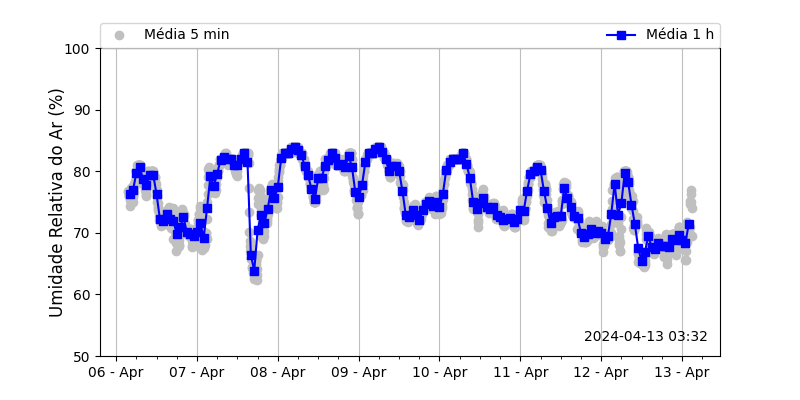 Média 5 min
Média 1 h
Umidade Relativa do Ar (%)
100
90
80
70
60
50
2024-04-13 03:32
06 - Apr
07 - Apr
08 - Apr
09 - Apr
10 - Apr
11 - Apr
12 - Apr
13 - Apr